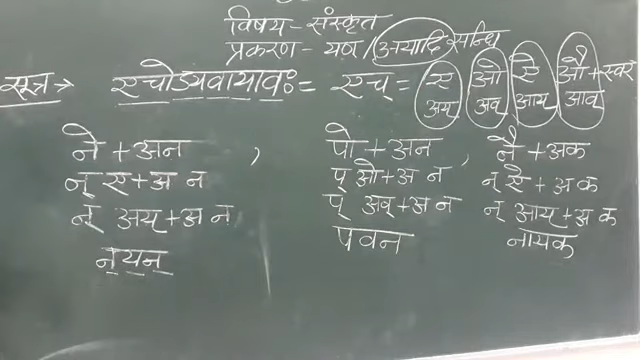 विषय - संस्कृत
प्रकरण - यण / अयादि सन्धि
सूत्र → एचोऽयवायावः = एच् = ए ओ ऐ औ + स्वर
अय् अव् आय् आव्
ने + अन , पो + अन , नै + अक
न् ए + अ न प् ओ + अ न न् ऐ + अ क
न् अय् + अ न प् अव् + अ न न् आय् + अ क
नयन पवन नायक